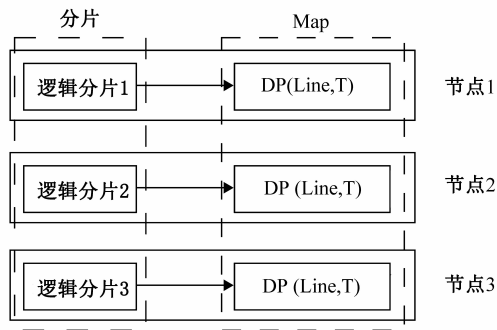 分片 Map
逻辑分片1 DP(Line,T) 节点1
逻辑分片2 DP (Line,T) 节点2
逻辑分片3 DP (Line,T) 节点3